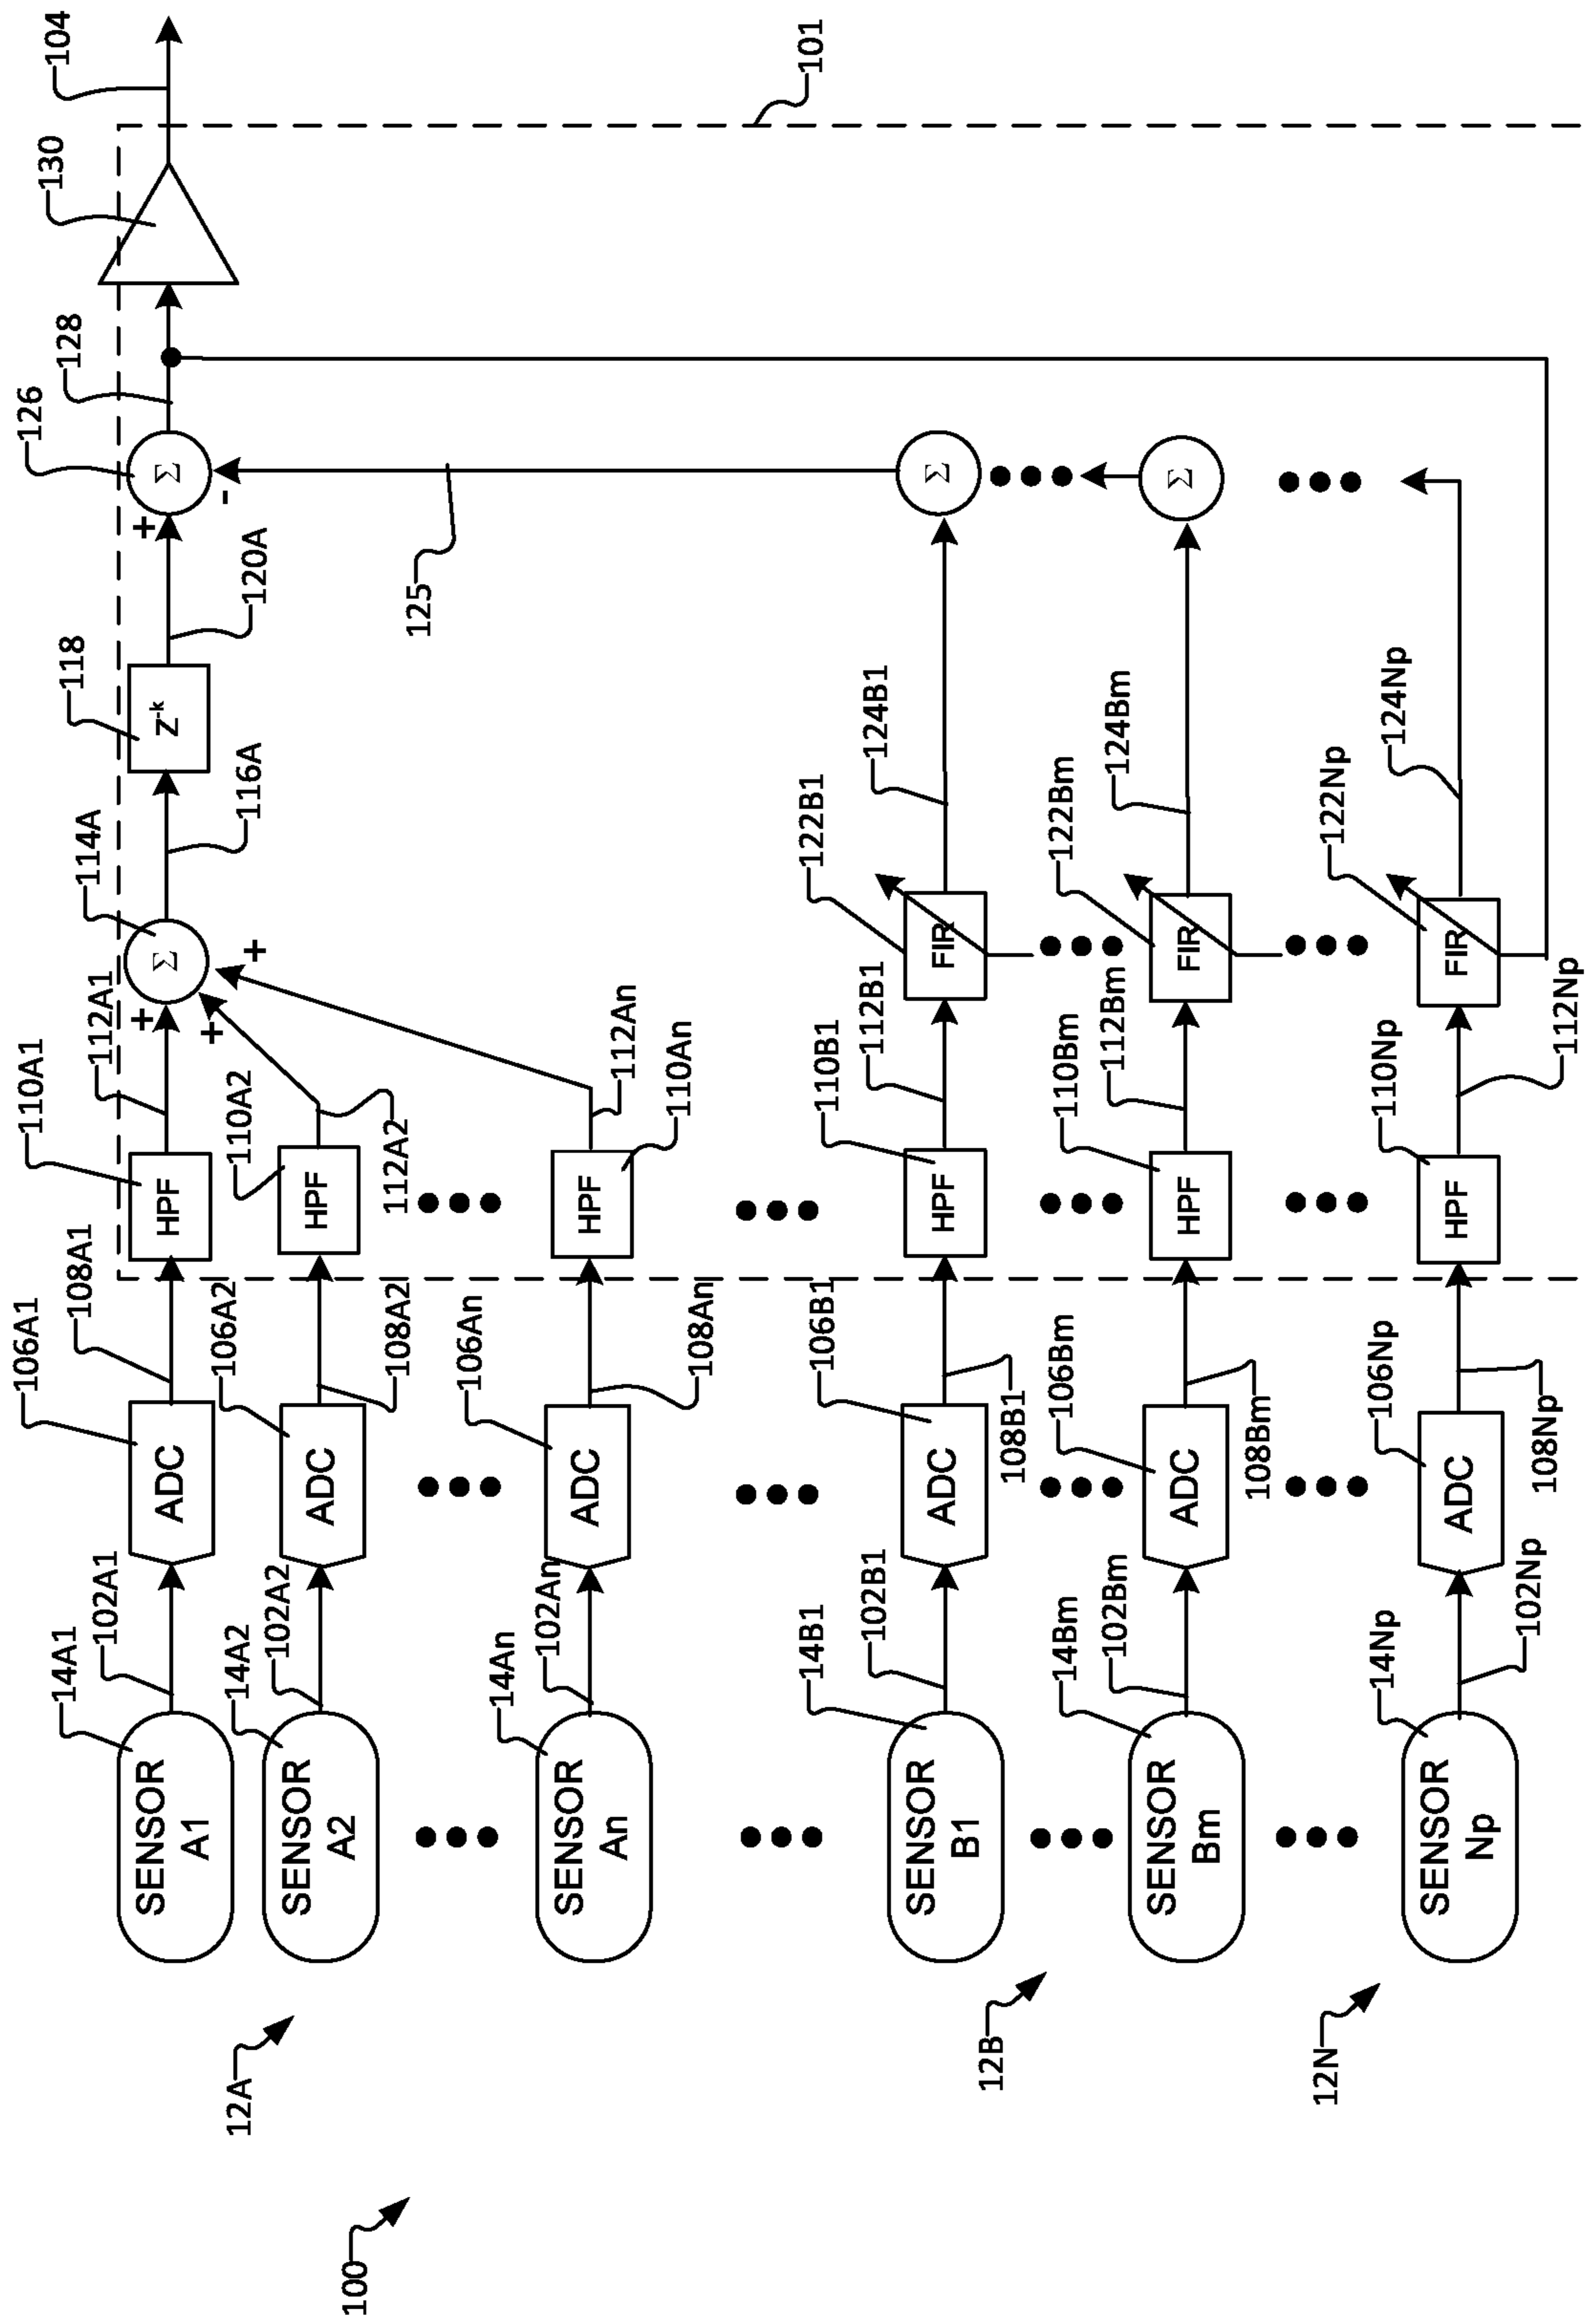 100
12A
12B
12N
SENSOR
A1
14A1
102A1
ADC
106A1
108A1
HPF
110A1
112A1
+
Σ
114A
116A
Z-k
118
120A
+
-
Σ
126
128
130
104
101
SENSOR
A2
14A2
102A2
ADC
106A2
108A2
HPF
110A2
112A2
+
SENSOR
An
14An
102An
ADC
106An
108An
HPF
110An
112An
+
125
SENSOR
B1
14B1
102B1
ADC
106B1
108B1
HPF
110B1
112B1
FIR
122B1
124B1
Σ
SENSOR
Bm
14Bm
102Bm
ADC
106Bm
108Bm
HPF
110Bm
112Bm
FIR
122Bm
124Bm
Σ
SENSOR
Np
14Np
102Np
ADC
106Np
108Np
HPF
110Np
112Np
FIR
122Np
124Np